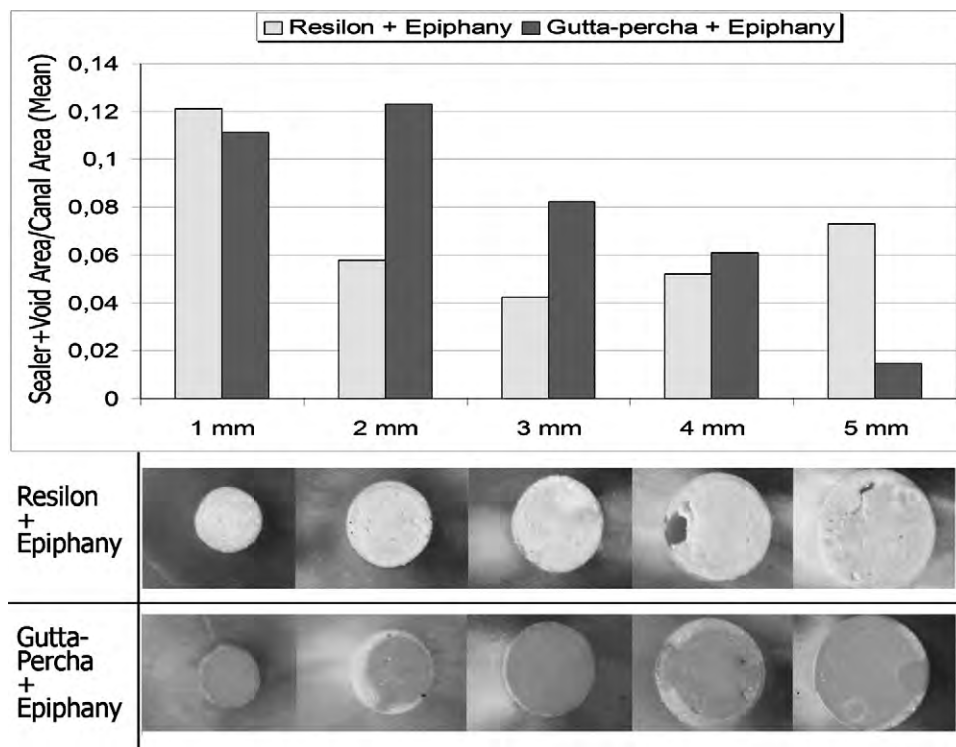 Resilon + Epiphany Gutta-percha + Epiphany
Sealer+Void Area/Canal Area (Mean)
0,14
0,12
0,1
0,08
0,06
0,04
0,02
0
1 mm 2 mm 3 mm 4 mm 5 mm
Resilon
+
Epiphany
Gutta-
Percha
+
Epiphany